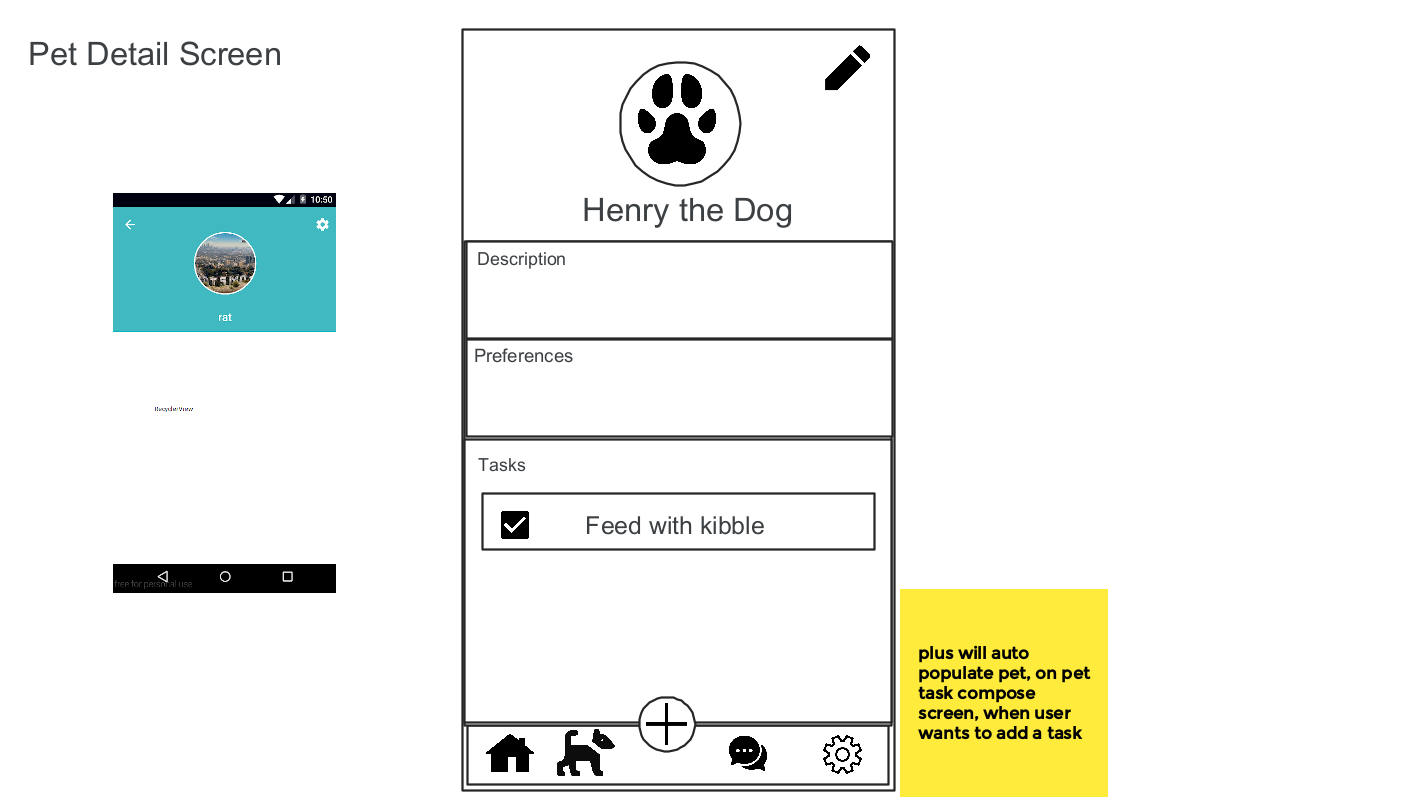 Pet Detail Screen
10:50
rat
RecyclerView
free for personal use
Henry the Dog
Description
Preferences
Tasks
Feed with kibble
plus will auto
populate pet, on pet
task compose
screen, when user
wants to add a task